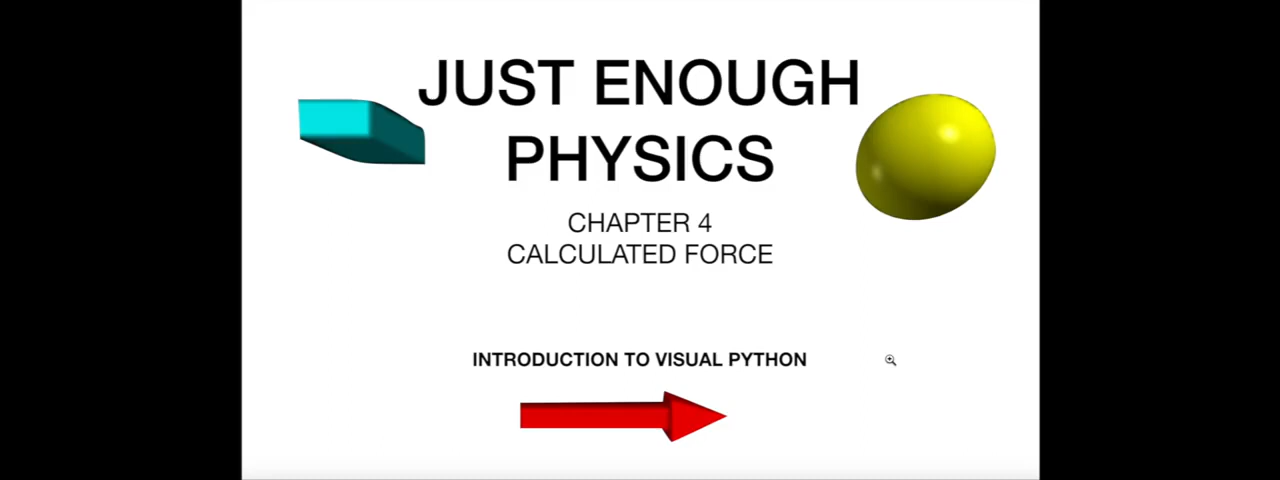 JUST ENOUGH
PHYSICS
CHAPTER 4
CALCULATED FORCE
INTRODUCTION TO VISUAL PYTHON